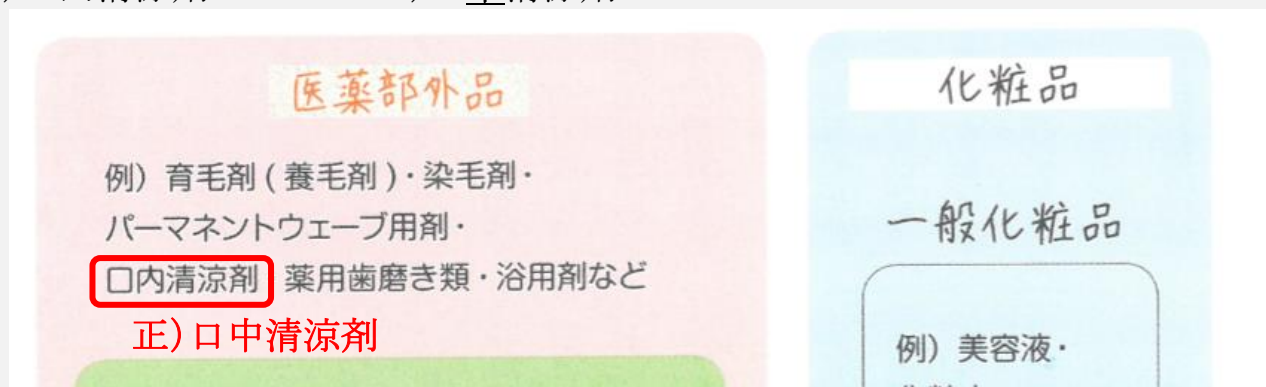 医薬部外品
例）育毛剤 ( 養毛剤 )・染毛剤・
パーマネントウェーブ用剤・
口内清涼剤 薬用歯磨き類・浴用剤など
正）口中清涼剤
化粧品
一般化粧品
例）美容液・